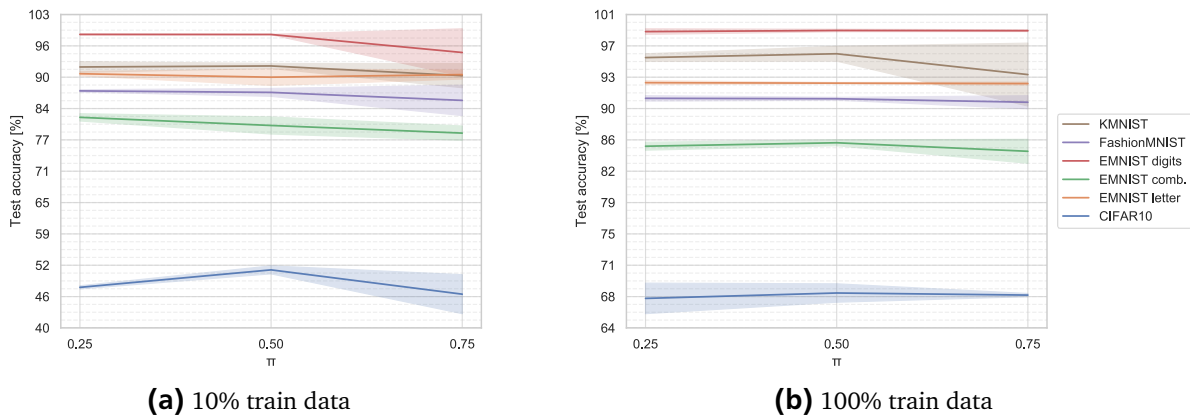 103
96
90
84
77
71
65
59
52
46
40
Test accuracy [%]
0.25
0.50
0.75
π
(a) 10% train data
101
97
93
90
86
82
79
75
71
68
64
Test accuracy [%]
0.25
0.50
0.75
π
(b) 100% train data
KMNIST
FashionMNIST
EMNIST digits
EMNIST comb.
EMNIST letter
CIFAR10